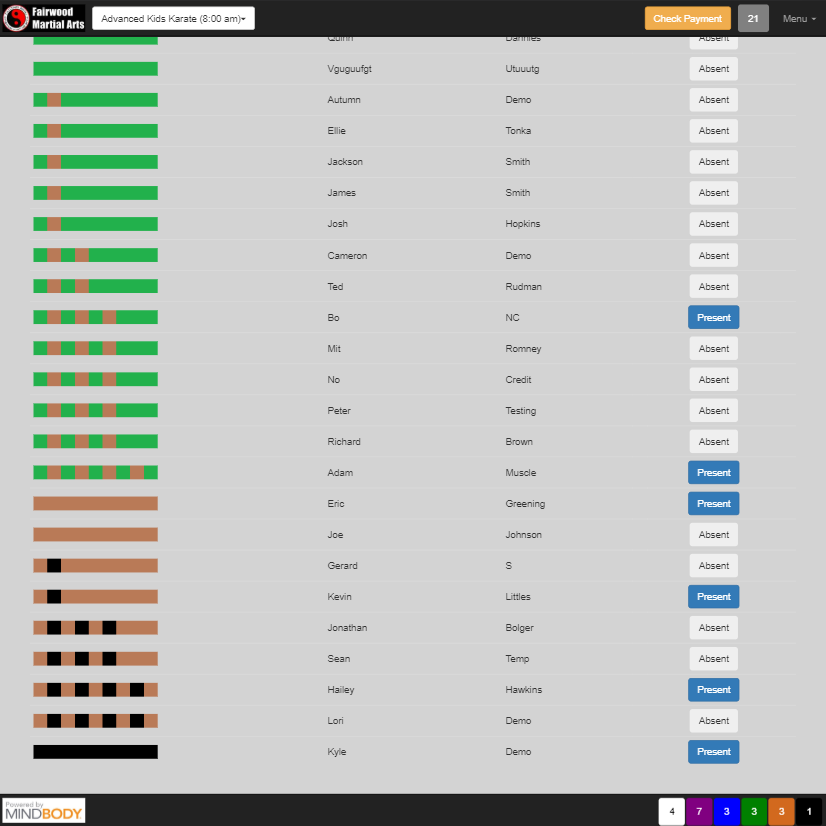 Fairwood
Martial Arts
Advanced Kids Karate (8:00 am)
Check Payment
21
Menu
Quinn Dannies Absent
Vguguufgt Utuuutg Absent
Autumn Demo Absent
Ellie Tonka Absent
Jackson Smith Absent
James Smith Absent
Josh Hopkins Absent
Cameron Demo Absent
Ted Rudman Absent
Bo NC Present
Mit Romney Absent
No Credit Absent
Peter Testing Absent
Richard Brown Absent
Adam Muscle Present
Eric Greening Present
Joe Johnson Absent
Gerard S Absent
Kevin Littles Present
Jonathan Bolger Absent
Sean Temp Absent
Hailey Hawkins Present
Lori Demo Absent
Kyle Demo Present
Powered by
MINDBODY
4 7 3 3 3 1